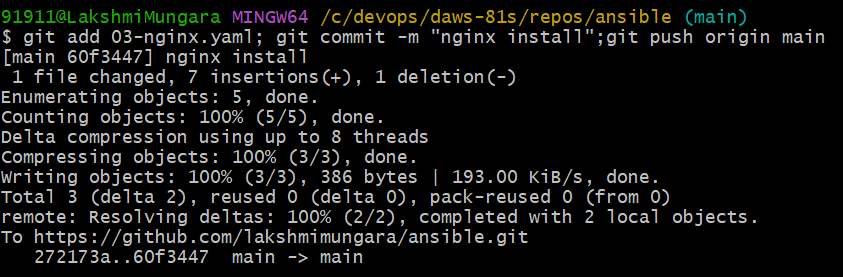 91911@LakshmiMungara MINGW64 /c/devops/daws-81s/repos/ansible (main)
$ git add 03-nginx.yaml; git commit -m "nginx install";git push origin main
[main 60f3447] nginx install
 1 file changed, 7 insertions(+), 1 deletion(-)
Enumerating objects: 5, done.
Counting objects: 100% (5/5), done.
Delta compression using up to 8 threads
Compressing objects: 100% (3/3), done.
Writing objects: 100% (3/3), 386 bytes | 193.00 KiB/s, done.
Total 3 (delta 2), reused 0 (delta 0), pack-reused 0 (from 0)
remote: Resolving deltas: 100% (2/2), completed with 2 local objects.
To https://github.com/lakshmimungara/ansible.git
   272173a..60f3447  main -> main